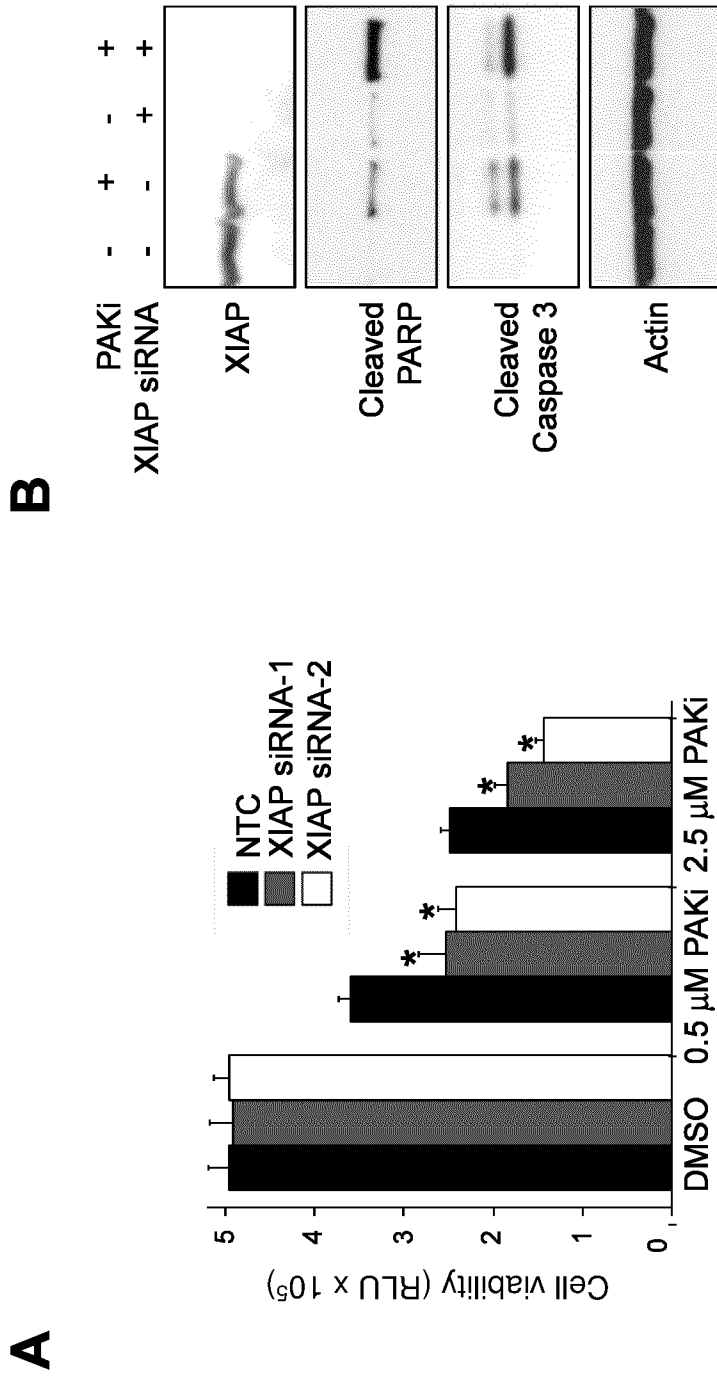 A
Cell viability (RLU x 10⁵)
5
4
3
2
1
0
NTC
XIAP siRNA-1
XIAP siRNA-2
* * * *
DMSO 0.5 µM PAKi 2.5 µM PAKi
B
PAKi - + - +
XIAP siRNA - - + +
XIAP
Cleaved
PARP
Cleaved
Caspase 3
Actin